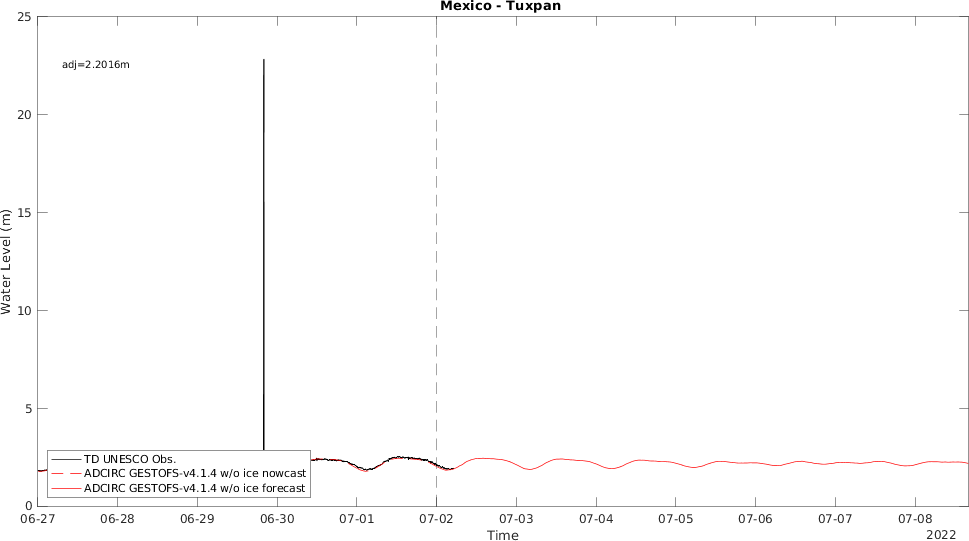 Mexico - Tuxpan
25
adj=2.2016m
20
15
Water Level (m)
10
5
TD UNESCO Obs.
ADCIRC GESTOFS-v4.1.4 w/o ice nowcast
ADCIRC GESTOFS-v4.1.4 w/o ice forecast
0
06-27 06-28 06-29 06-30 07-01 07-02 07-03 07-04 07-05 07-06 07-07 07-08
Time
2022